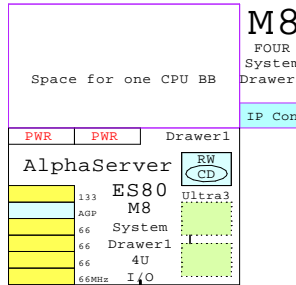 M8
FOUR
System
Drawer
Space for one CPU BB
IP Con
PWR PWR Drawer1
AlphaServer
RW
CD
ES80
Ultra3
133
M8
AGP
System
66
Drawer1
66
4U
66
I/O
66MHz